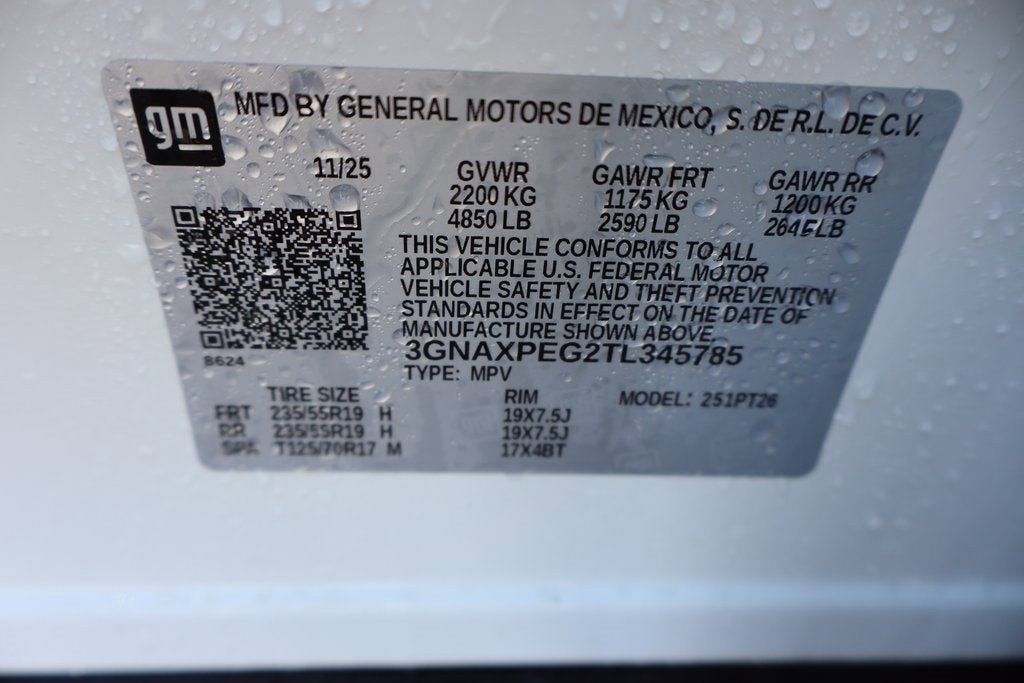 gm
MFD BY GENERAL MOTORS DE MEXICO, S. DE R.L. DE C.V.
11/25 GVWR GAWR FRT GAWR RR
2200 KG 1175 KG 1200 KG
4850 LB 2590 LB 2645 LB
THIS VEHICLE CONFORMS TO ALL
APPLICABLE U.S. FEDERAL MOTOR
VEHICLE SAFETY AND THEFT PREVENTION
STANDARDS IN EFFECT ON THE DATE OF
MANUFACTURE SHOWN ABOVE.
3GNAXPEG2TL345785
8624 TYPE: MPV
TIRE SIZE RIM MODEL: 251PT26
FRT 235/55R19 H 19X7.5J
RR 235/55R19 H 19X7.5J
SPA T125/70R17 M 17X4BT